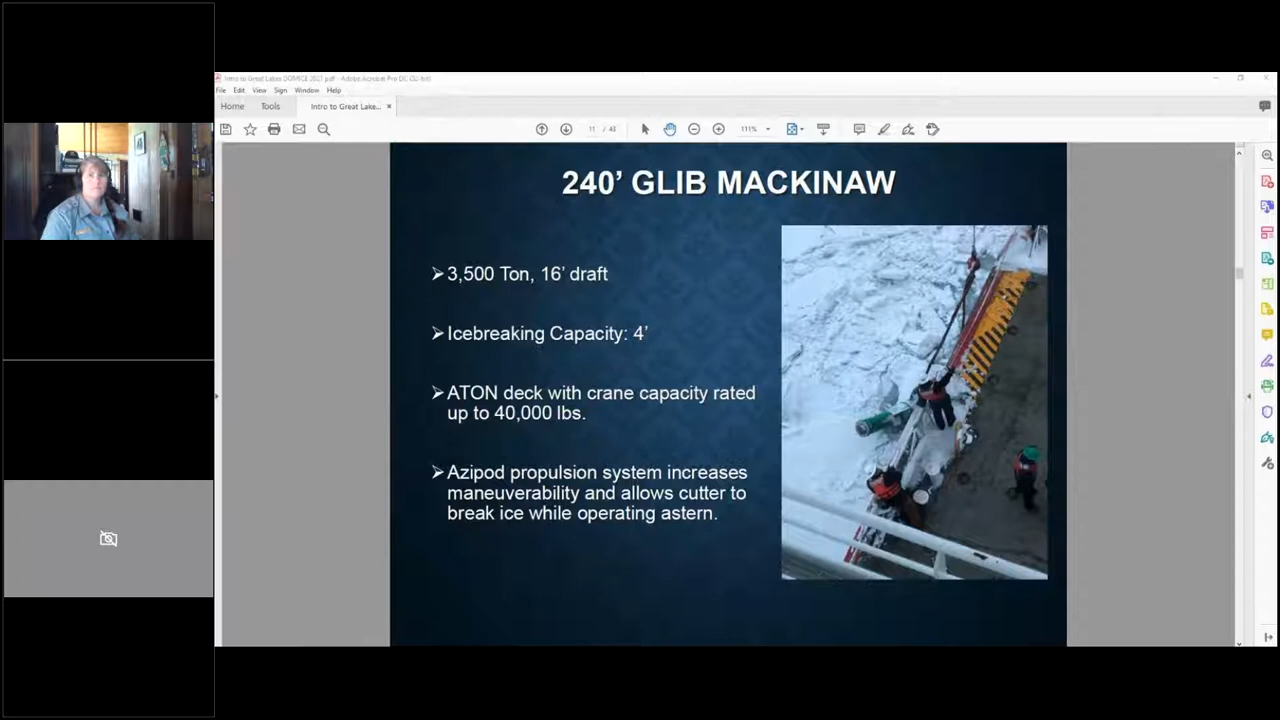 Intro to Great Lakes DOMICE 2021.pdf - Adobe Acrobat Pro DC (32-bit)
File Edit View Sign Window Help
Home Tools Intro to Great Lake... ×
11 / 43 111%
240’ GLIB MACKINAW
➢3,500 Ton, 16’ draft
➢Icebreaking Capacity: 4’
➢ATON deck with crane capacity rated
up to 40,000 lbs.
➢Azipod propulsion system increases
maneuverability and allows cutter to
break ice while operating astern.